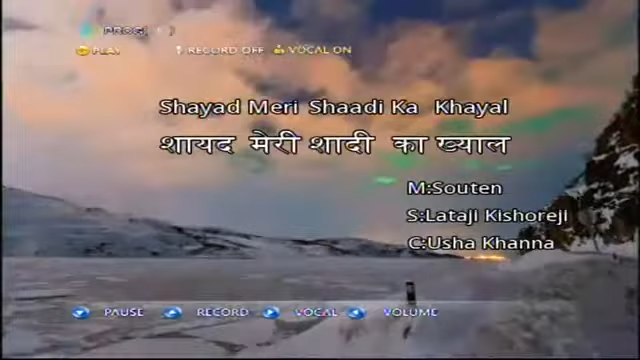 PROG( )
PLAY RECORD OFF VOCAL ON
Shayad Meri Shaadi Ka Khayal
शायद मेरी शादी का ख्याल
M:Souten
S:Lataji Kishoreji
C:Usha Khanna
PAUSE RECORD VOCAL VOLUME